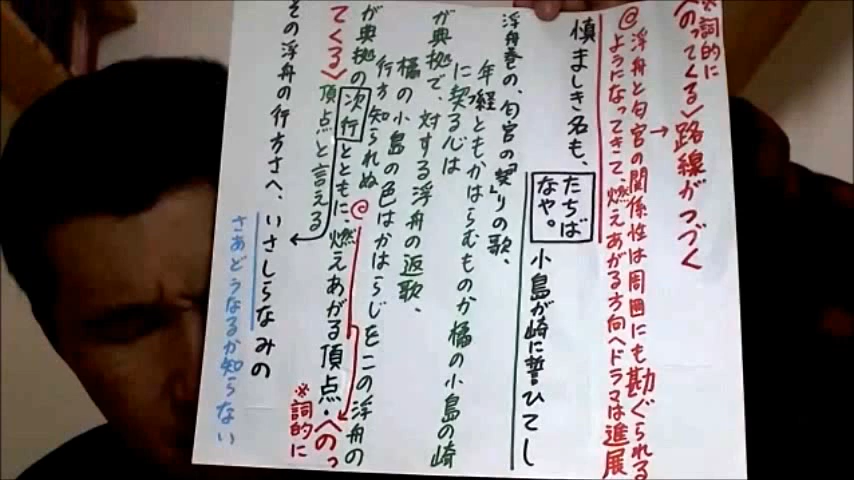 ※詞的に
へのってくる〉路線がつづく
@浮舟と匂宮の関係性は周囲にも勘ぐられる
ようになってきて、燃えあがる方向へドラマは進展
慎ましき名も、たちばなや。小島が崎に誓ひてし
浮舟巻の、匂宮の「契」りの歌、
年経ともかはらむものか橘の小島の崎
に契る心は
が典拠で、対する浮舟の返歌、
橘の小島の色はかはらじをこの浮舟の
行方知られぬ@
が典拠の次行とともに、燃えあがる頂点・へのっ
てくる〉頂点と言える
※詞的に
その浮舟の行方さへ、いさしらなみの
さあどうなるか知らない